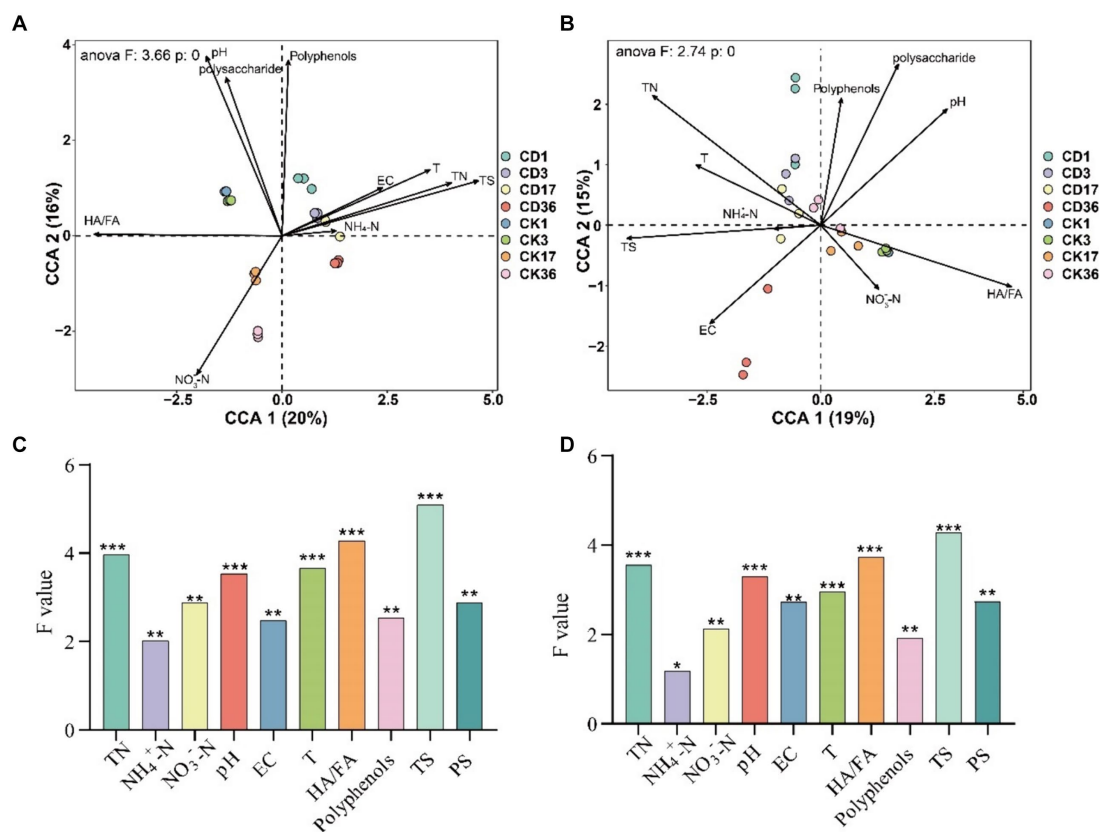 A
anova F: 3.66 p: 0
pH
polysaccharide
Polyphenols
T
TN
TS
EC
NH₄⁺-N
HA/FA
NO₃⁻-N
4
2
0
−2
CCA 2 (16%)
−2.5
0.0
2.5
5.0
CCA 1 (20%)
CD1
CD3
CD17
CD36
CK1
CK3
CK17
CK36
B
anova F: 2.74 p: 0
TN
polysaccharide
Polyphenols
pH
T
NH₄⁺-N
TS
EC
NO₃⁻-N
HA/FA
2
1
0
−1
−2
CCA 2 (15%)
−2.5
0.0
2.5
5.0
CCA 1 (19%)
CD1
CD3
CD17
CD36
CK1
CK3
CK17
CK36
C
6
4
2
0
F value
***
**
**
***
**
***
***
**
***
**
TN
NH₄⁺-N
NO₃⁻-N
pH
EC
T
HA/FA
Polyphenols
TS
PS
D
6
4
2
0
F value
***
*
**
***
**
***
***
**
***
**
TN
NH₄⁺-N
NO₃⁻-N
pH
EC
T
HA/FA
Polyphenols
TS
PS